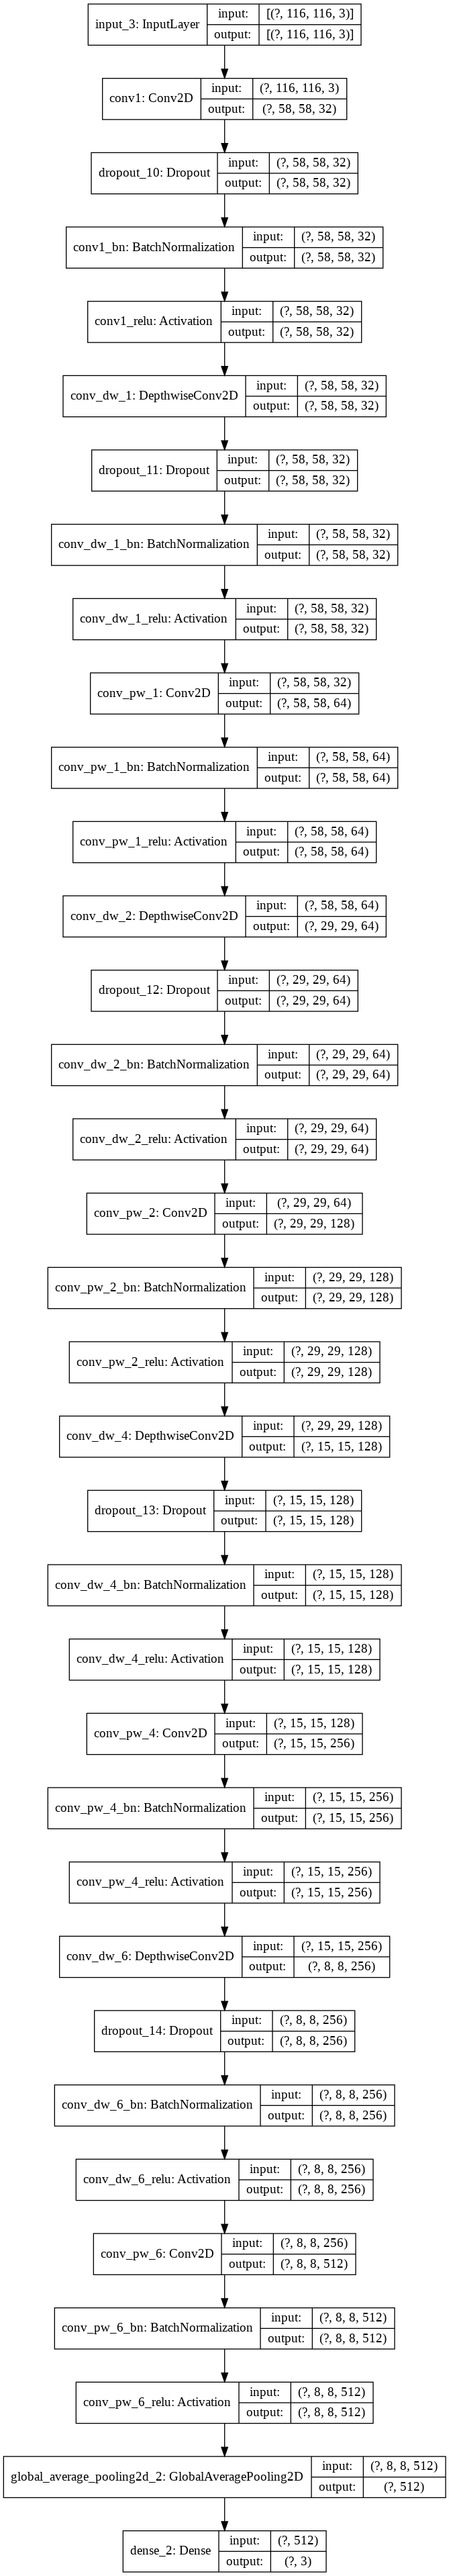 input_3: InputLayer
input: [(?, 116, 116, 3)]
output: [(?, 116, 116, 3)]
conv1: Conv2D
input: (?, 116, 116, 3)
output: (?, 58, 58, 32)
dropout_10: Dropout
input: (?, 58, 58, 32)
output: (?, 58, 58, 32)
conv1_bn: BatchNormalization
input: (?, 58, 58, 32)
output: (?, 58, 58, 32)
conv1_relu: Activation
input: (?, 58, 58, 32)
output: (?, 58, 58, 32)
conv_dw_1: DepthwiseConv2D
input: (?, 58, 58, 32)
output: (?, 58, 58, 32)
dropout_11: Dropout
input: (?, 58, 58, 32)
output: (?, 58, 58, 32)
conv_dw_1_bn: BatchNormalization
input: (?, 58, 58, 32)
output: (?, 58, 58, 32)
conv_dw_1_relu: Activation
input: (?, 58, 58, 32)
output: (?, 58, 58, 32)
conv_pw_1: Conv2D
input: (?, 58, 58, 32)
output: (?, 58, 58, 64)
conv_pw_1_bn: BatchNormalization
input: (?, 58, 58, 64)
output: (?, 58, 58, 64)
conv_pw_1_relu: Activation
input: (?, 58, 58, 64)
output: (?, 58, 58, 64)
conv_dw_2: DepthwiseConv2D
input: (?, 58, 58, 64)
output: (?, 29, 29, 64)
dropout_12: Dropout
input: (?, 29, 29, 64)
output: (?, 29, 29, 64)
conv_dw_2_bn: BatchNormalization
input: (?, 29, 29, 64)
output: (?, 29, 29, 64)
conv_dw_2_relu: Activation
input: (?, 29, 29, 64)
output: (?, 29, 29, 64)
conv_pw_2: Conv2D
input: (?, 29, 29, 64)
output: (?, 29, 29, 128)
conv_pw_2_bn: BatchNormalization
input: (?, 29, 29, 128)
output: (?, 29, 29, 128)
conv_pw_2_relu: Activation
input: (?, 29, 29, 128)
output: (?, 29, 29, 128)
conv_dw_4: DepthwiseConv2D
input: (?, 29, 29, 128)
output: (?, 15, 15, 128)
dropout_13: Dropout
input: (?, 15, 15, 128)
output: (?, 15, 15, 128)
conv_dw_4_bn: BatchNormalization
input: (?, 15, 15, 128)
output: (?, 15, 15, 128)
conv_dw_4_relu: Activation
input: (?, 15, 15, 128)
output: (?, 15, 15, 128)
conv_pw_4: Conv2D
input: (?, 15, 15, 128)
output: (?, 15, 15, 256)
conv_pw_4_bn: BatchNormalization
input: (?, 15, 15, 256)
output: (?, 15, 15, 256)
conv_pw_4_relu: Activation
input: (?, 15, 15, 256)
output: (?, 15, 15, 256)
conv_dw_6: DepthwiseConv2D
input: (?, 15, 15, 256)
output: (?, 8, 8, 256)
dropout_14: Dropout
input: (?, 8, 8, 256)
output: (?, 8, 8, 256)
conv_dw_6_bn: BatchNormalization
input: (?, 8, 8, 256)
output: (?, 8, 8, 256)
conv_dw_6_relu: Activation
input: (?, 8, 8, 256)
output: (?, 8, 8, 256)
conv_pw_6: Conv2D
input: (?, 8, 8, 256)
output: (?, 8, 8, 512)
conv_pw_6_bn: BatchNormalization
input: (?, 8, 8, 512)
output: (?, 8, 8, 512)
conv_pw_6_relu: Activation
input: (?, 8, 8, 512)
output: (?, 8, 8, 512)
global_average_pooling2d_2: GlobalAveragePooling2D
input: (?, 8, 8, 512)
output: (?, 512)
dense_2: Dense
input: (?, 512)
output: (?, 3)